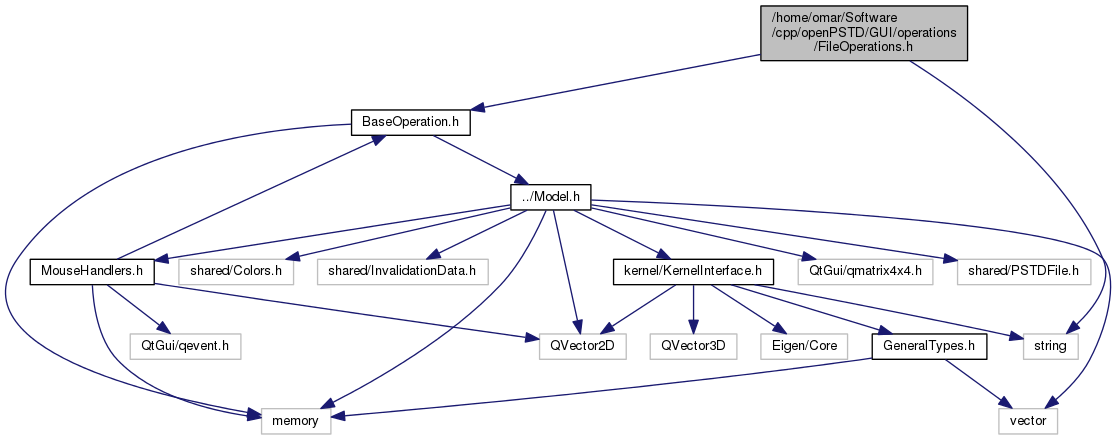 /home/omar/Software
/cpp/openPSTD/GUI/operations
/FileOperations.h
BaseOperation.h
../Model.h
MouseHandlers.h
shared/Colors.h
shared/InvalidationData.h
kernel/KernelInterface.h
QtGui/qmatrix4x4.h
shared/PSTDFile.h
QtGui/qevent.h
QVector2D
QVector3D
Eigen/Core
GeneralTypes.h
string
memory
vector